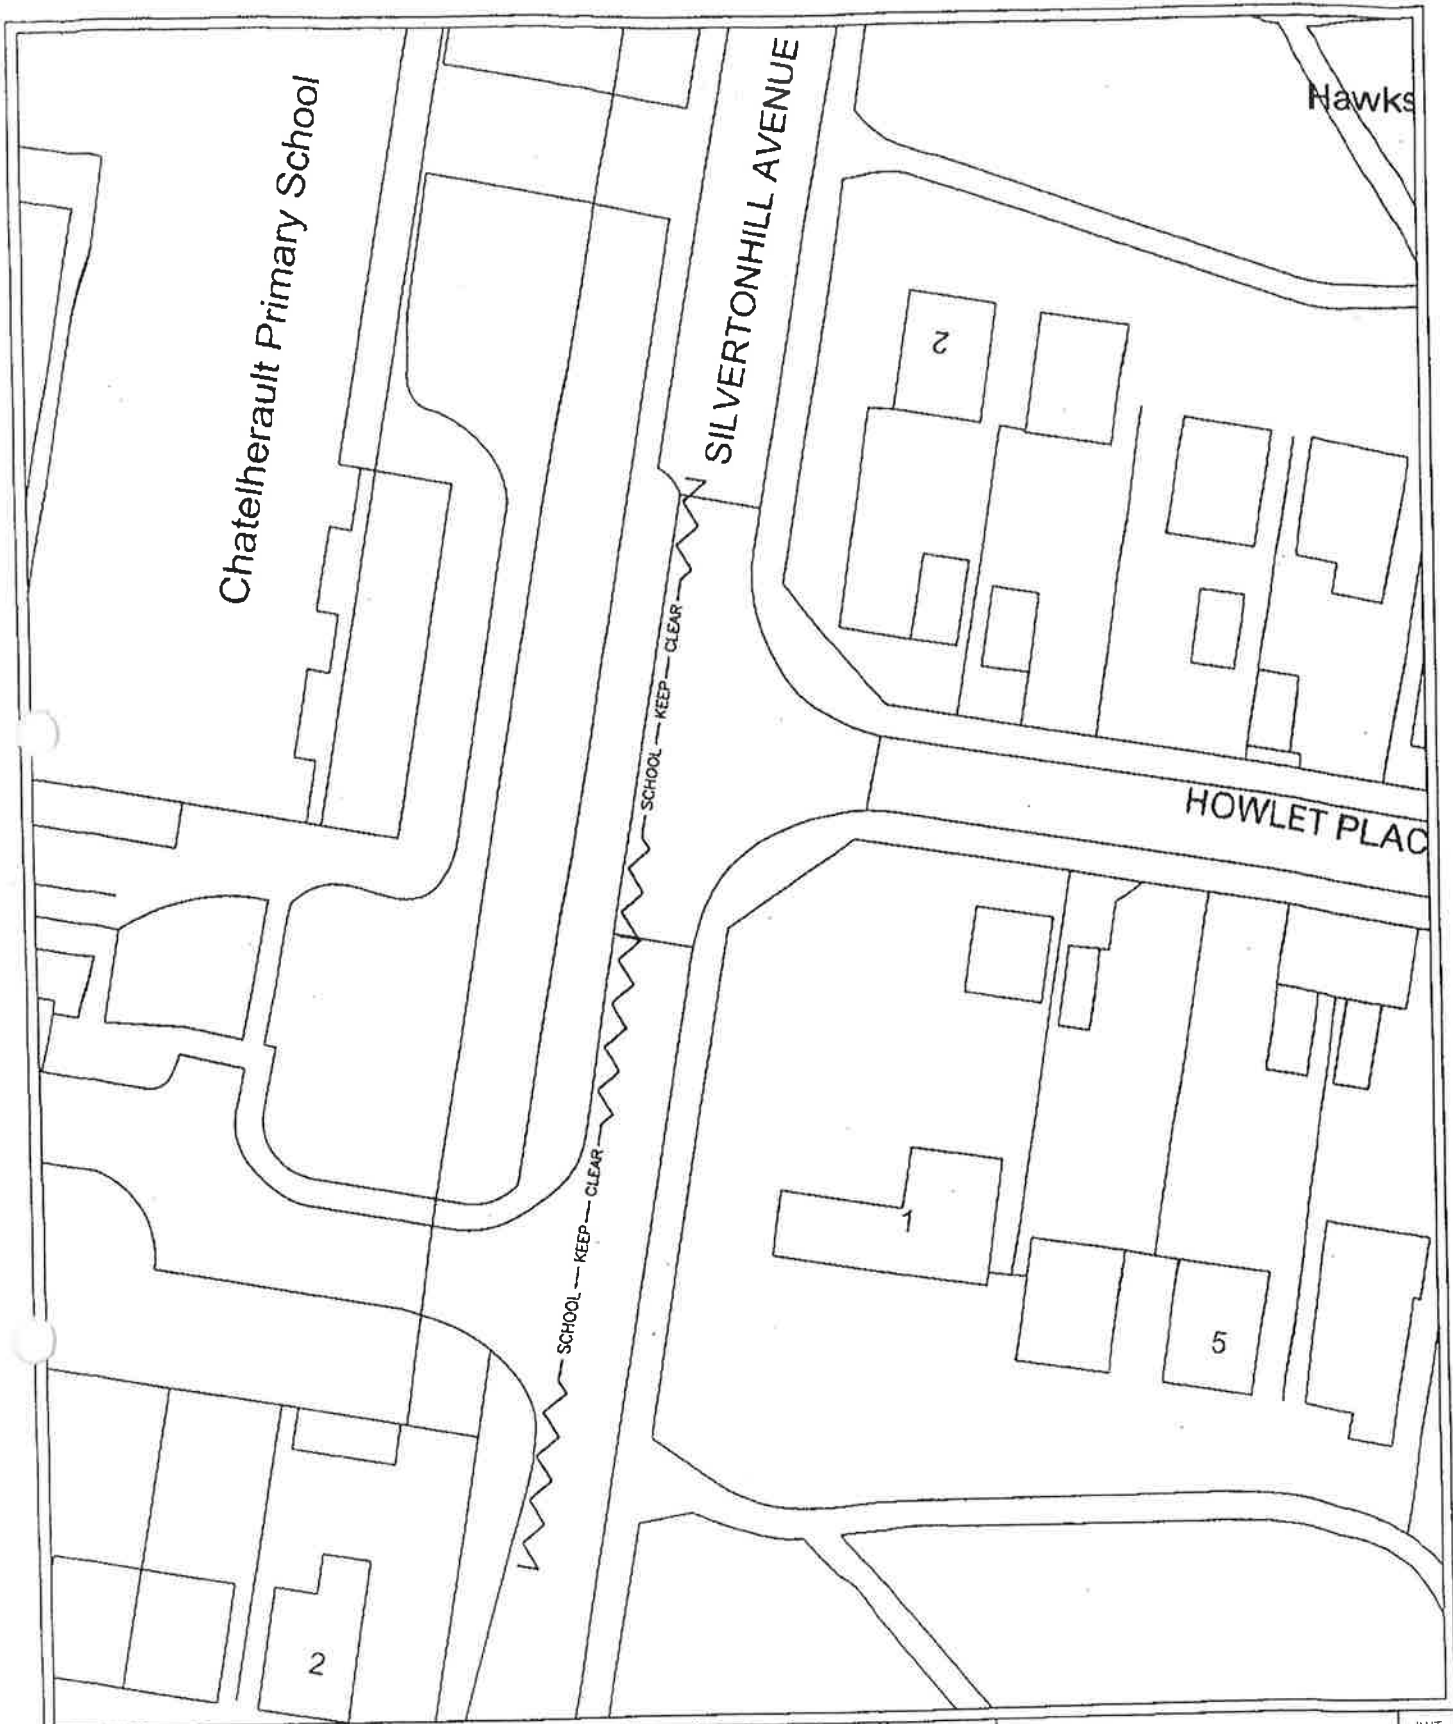 Hawks
Chatelherault Primary School
SILVERTONHILL AVENUE
2
SCHOOL KEEP CLEAR
HOWLET PLAC
SCHOOL KEEP CLEAR
1
5
2